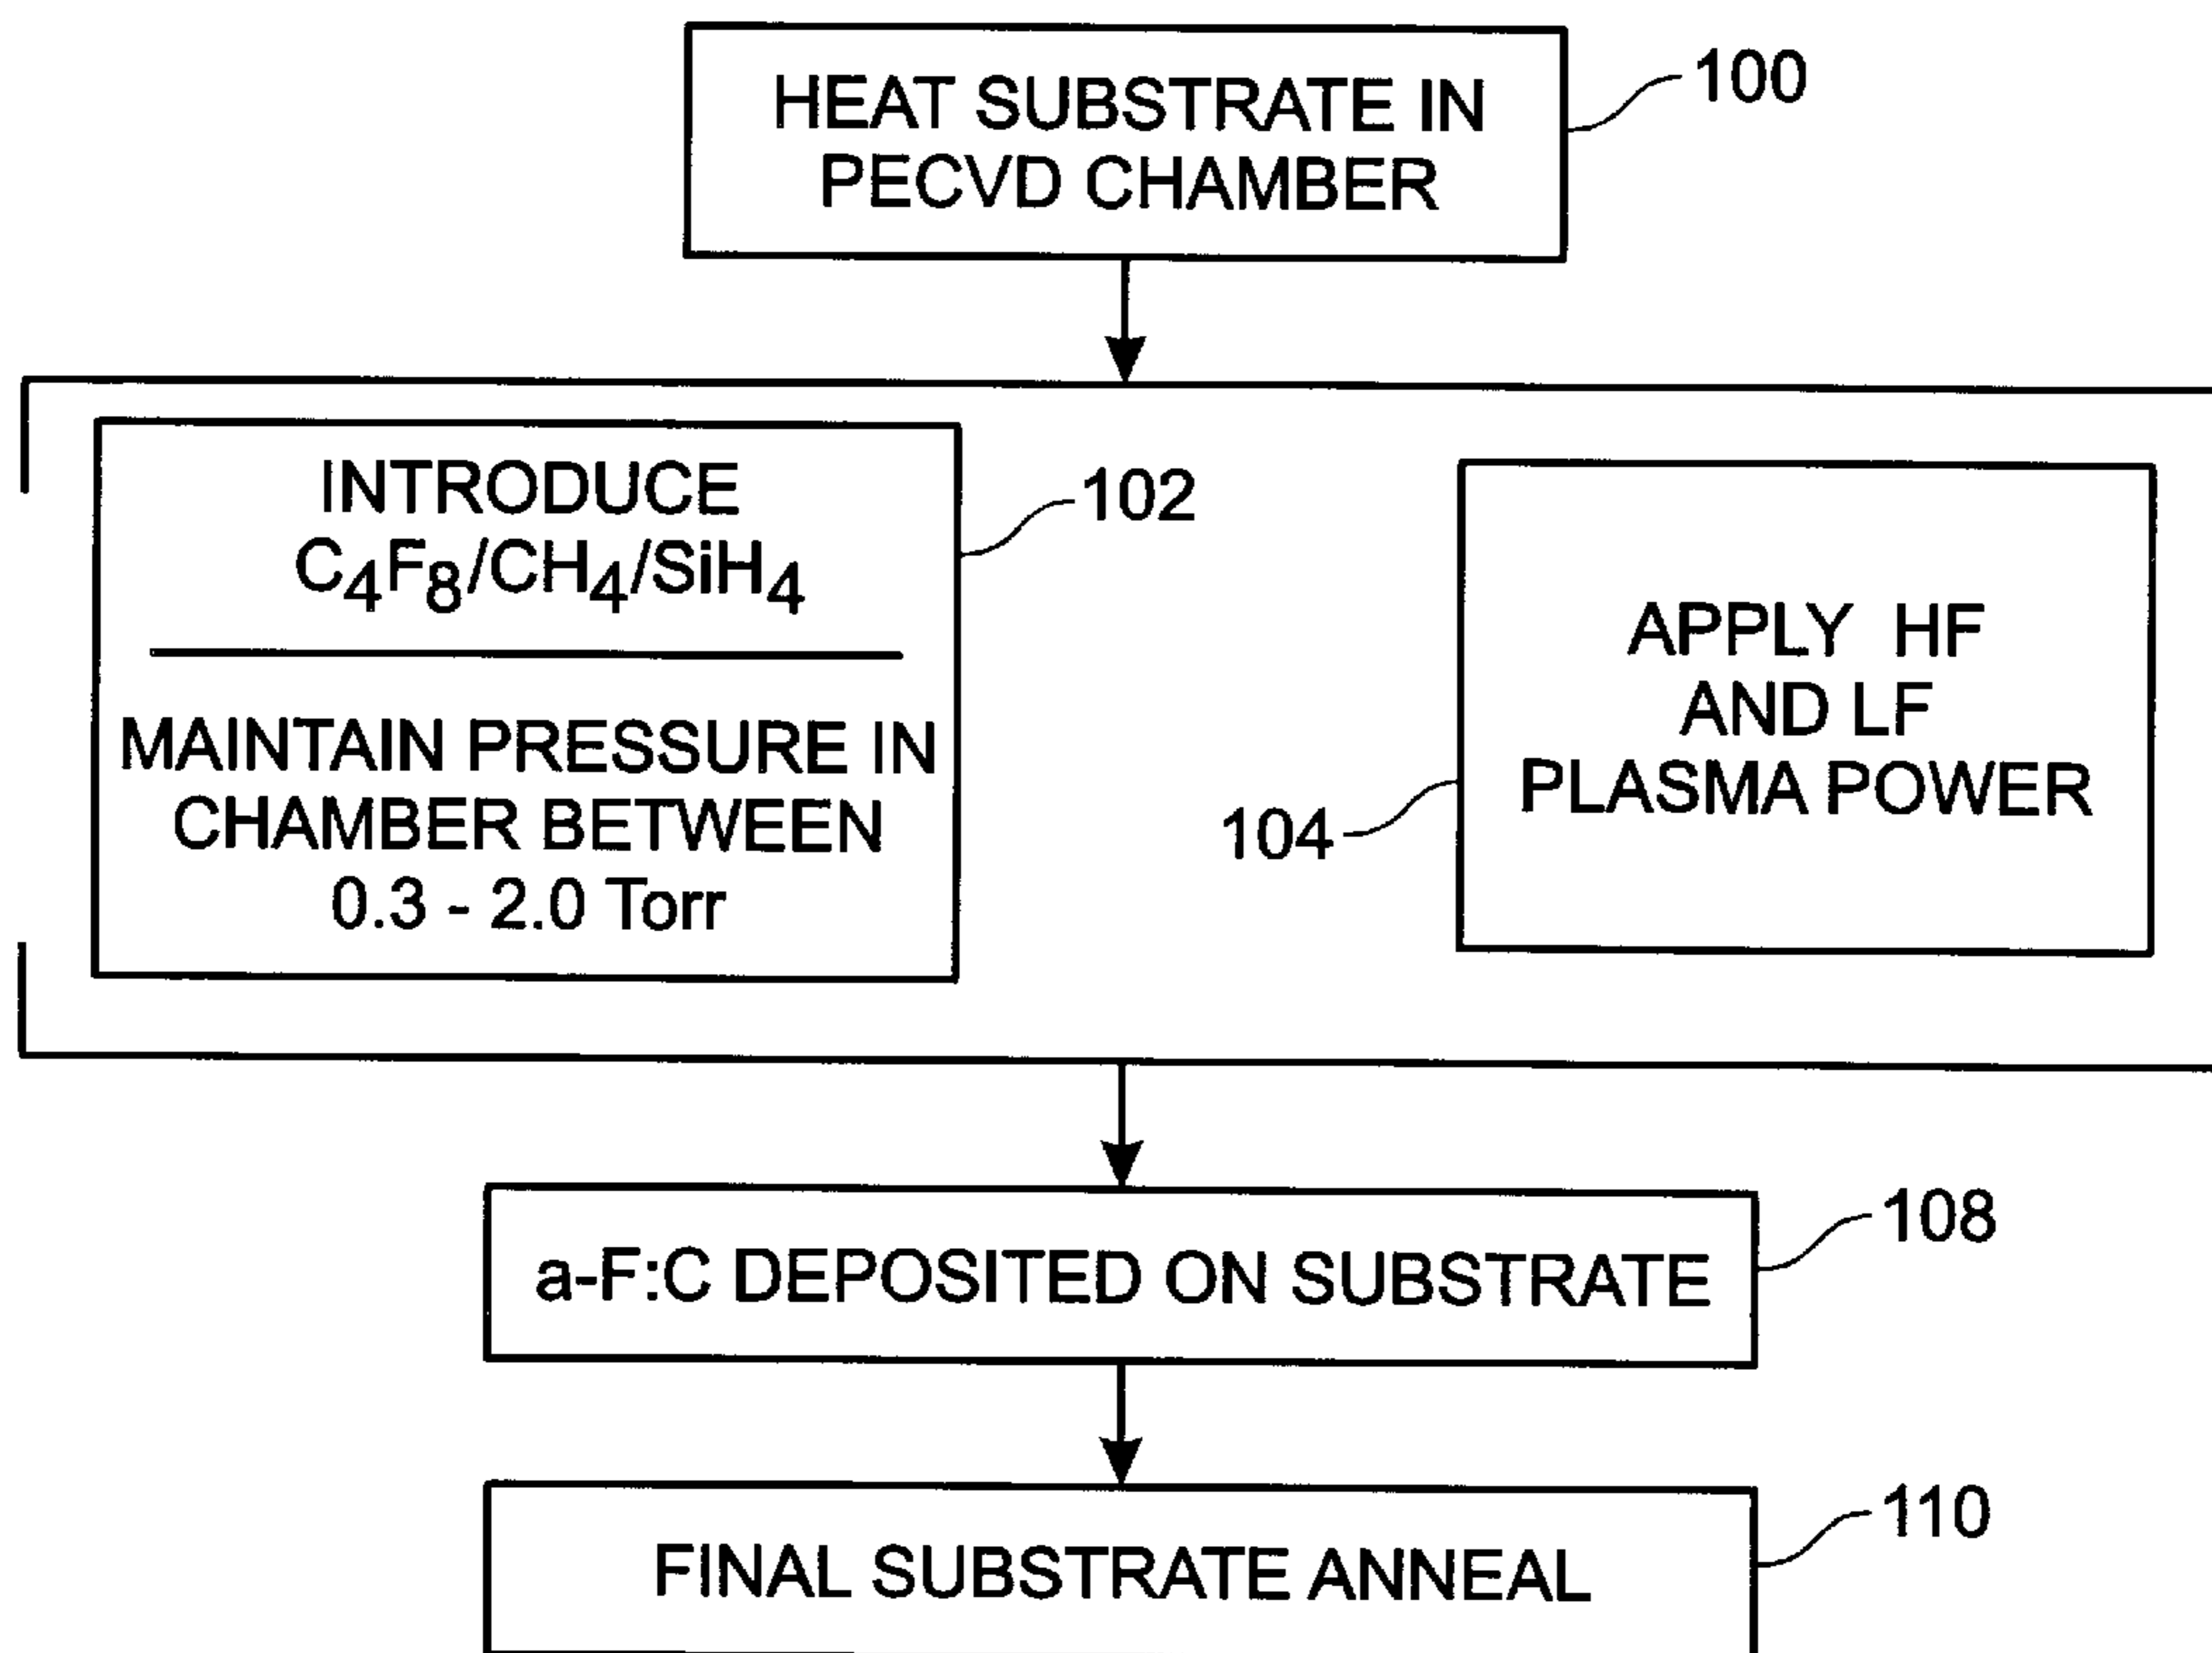 HEAT SUBSTRATE IN
PECVD CHAMBER
100
INTRODUCE
C4F8/CH4/SiH4
MAINTAIN PRESSURE IN
CHAMBER BETWEEN
0.3 - 2.0 Torr
102
APPLY HF
AND LF
PLASMA POWER
104
a-F:C DEPOSITED ON SUBSTRATE
108
FINAL SUBSTRATE ANNEAL
110